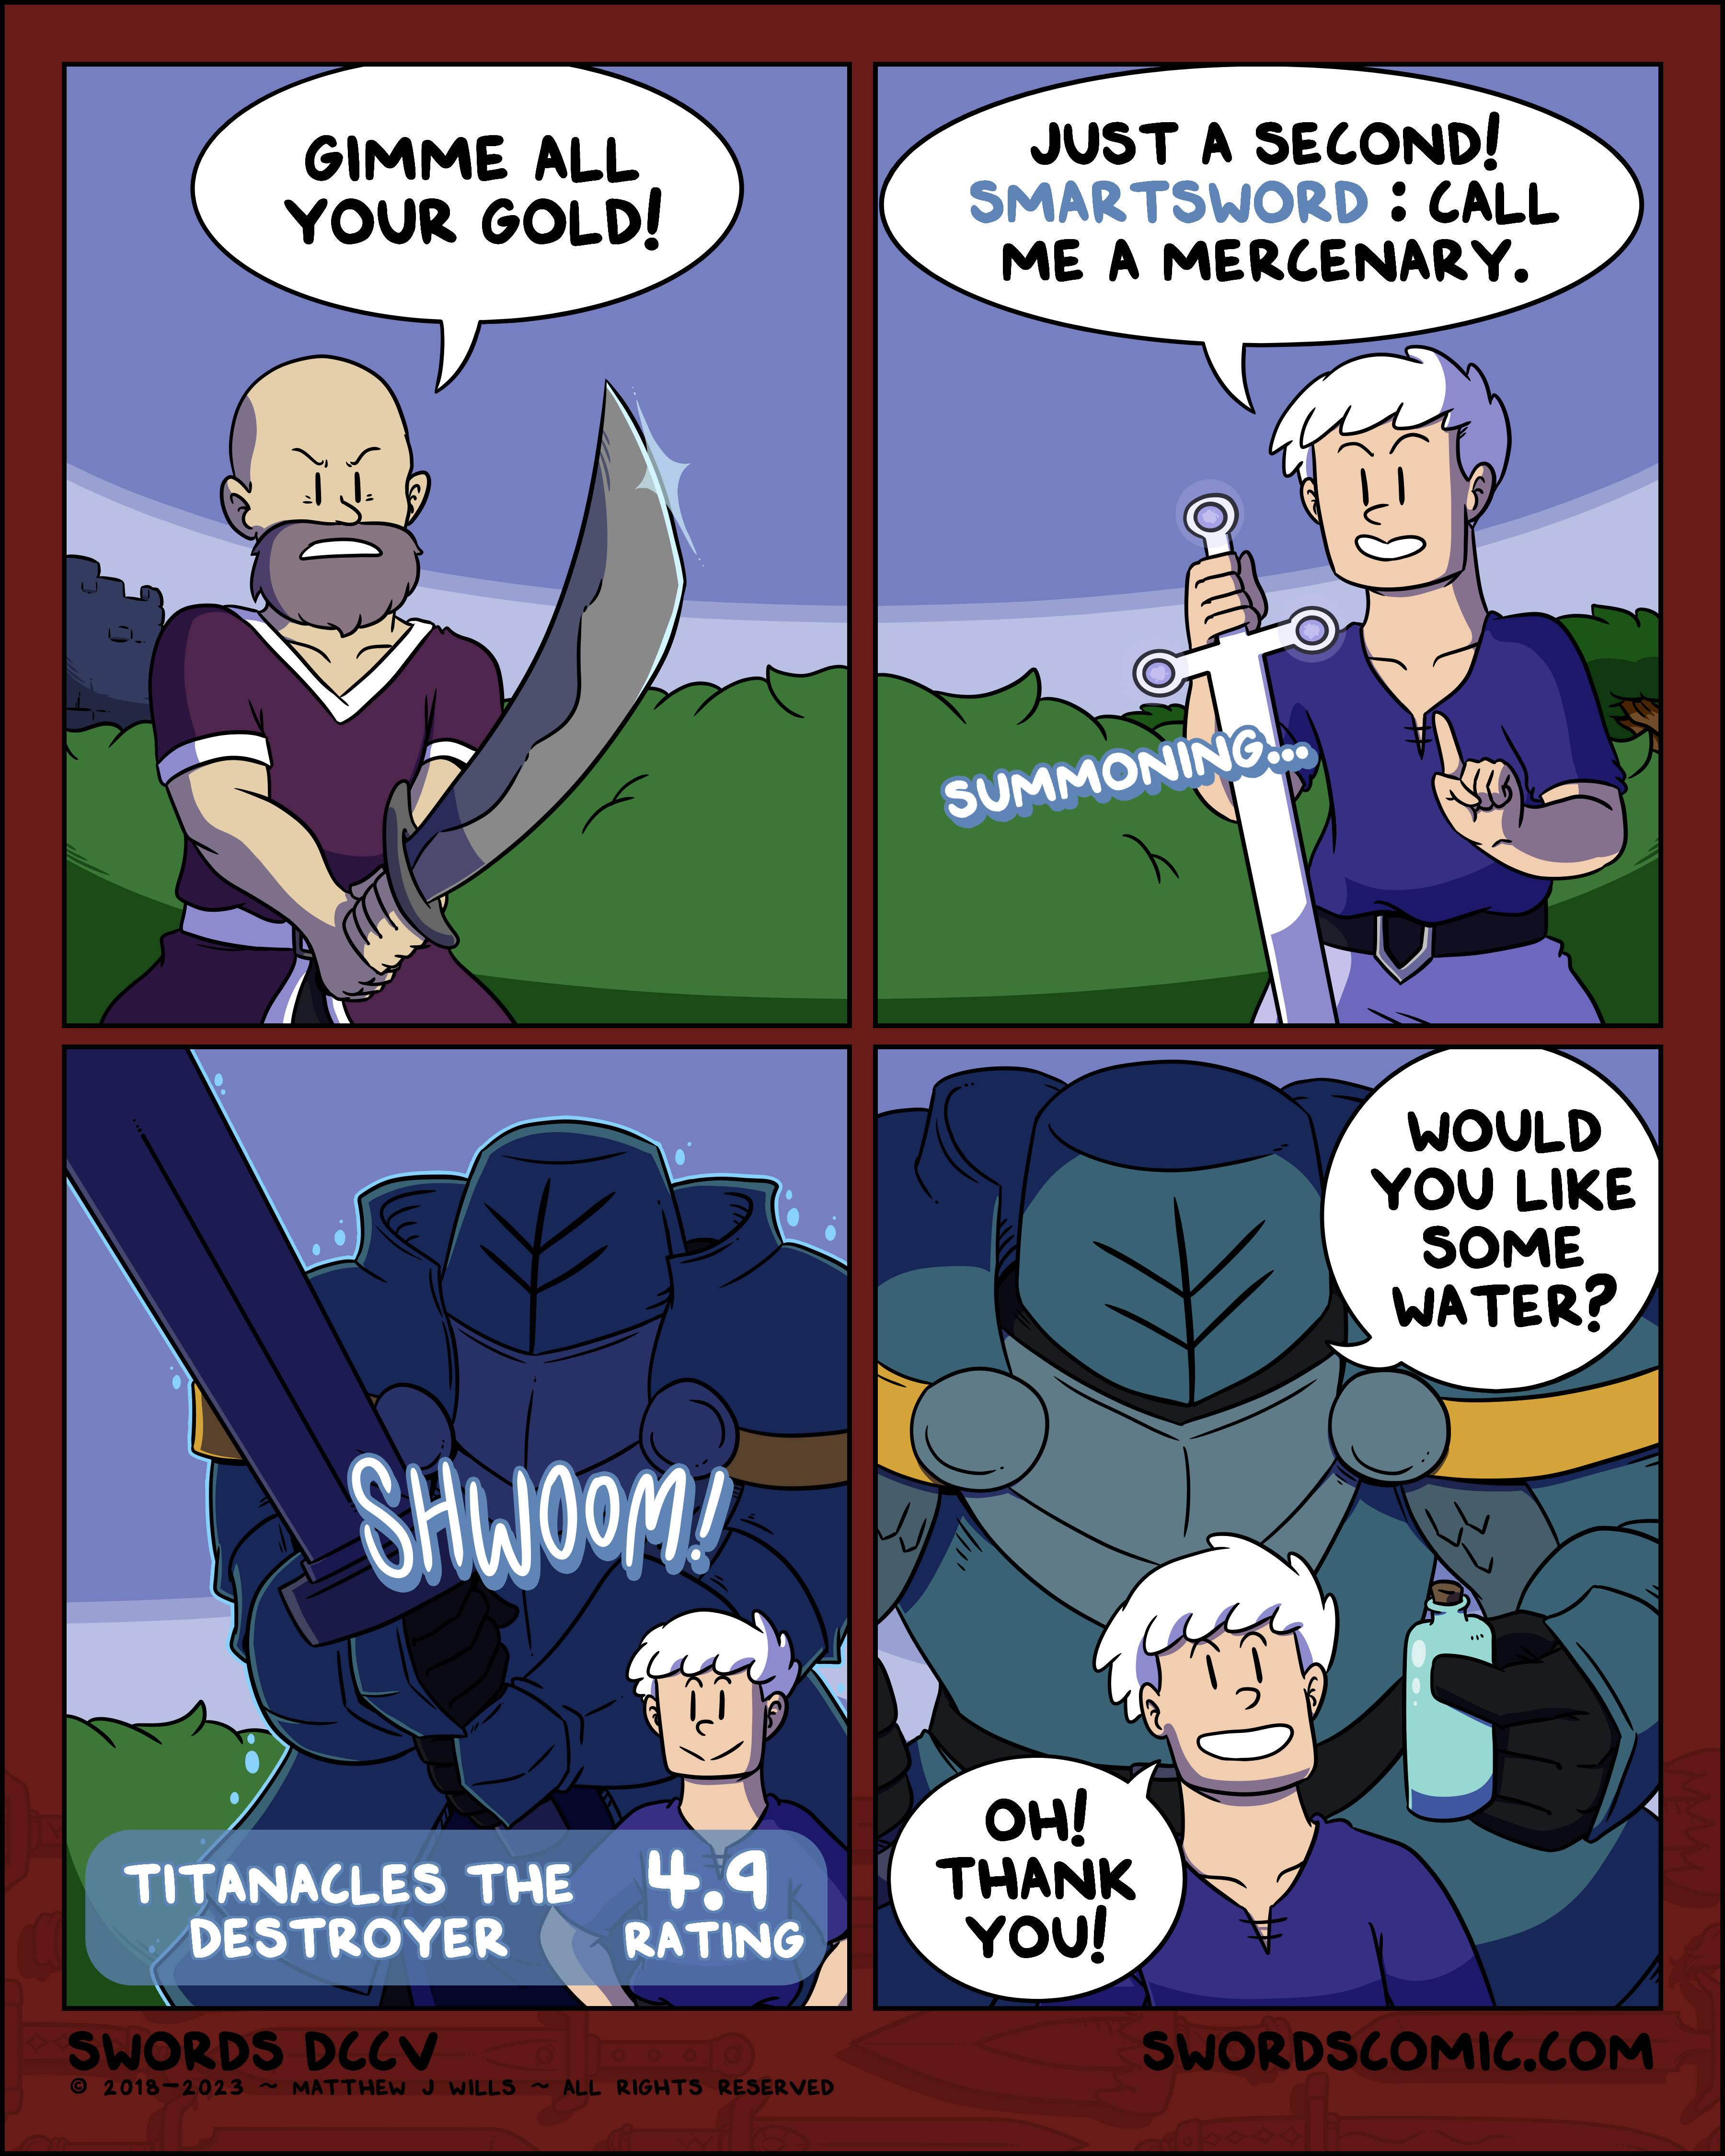 GIMME ALL
YOUR GOLD!
JUST A SECOND!
SMARTSWORD : CALL
ME A MERCENARY.
SUMMONING...
SHWOOM!
TITANACLES THE
DESTROYER
4.9
RATING
WOULD
YOU LIKE
SOME
WATER?
OH!
THANK
YOU!
SWORDS DCCV
SWORDSCOMIC.COM
© 2018-2023 ~ MATTHEW J WILLS ~ ALL RIGHTS RESERVED